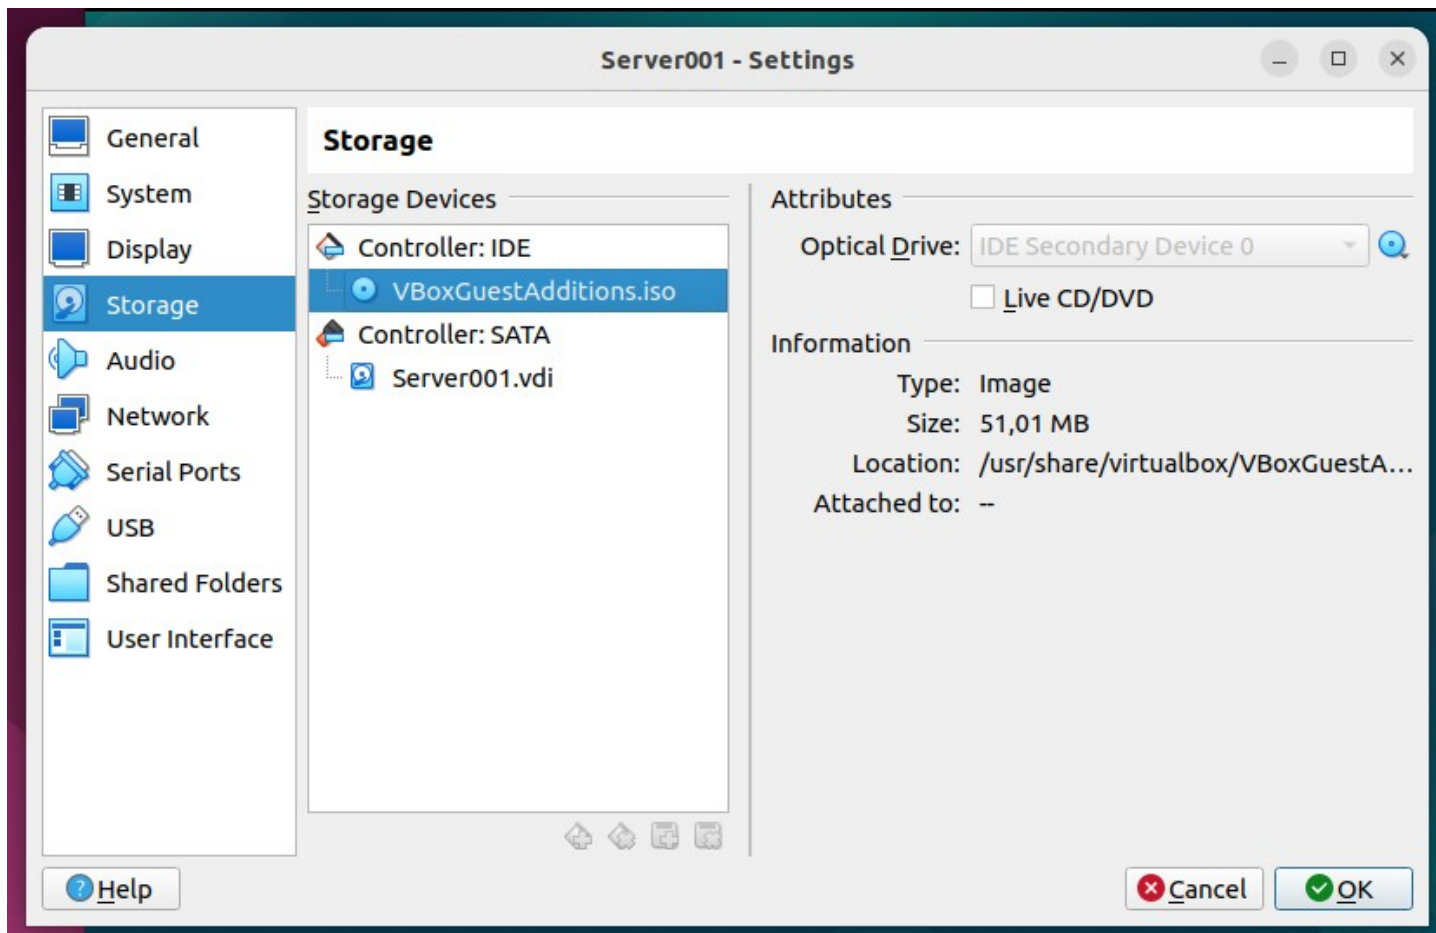 Server001 - Settings
General
System
Display
Storage
Audio
Network
Serial Ports
USB
Shared Folders
User Interface
Storage
Storage Devices
Controller: IDE
VBoxGuestAdditions.iso
Controller: SATA
Server001.vdi
Attributes
Optical Drive: IDE Secondary Device 0
Live CD/DVD
Information
Type: Image
Size: 51,01 MB
Location: /usr/share/virtualbox/VBoxGuestA...
Attached to: --
Help
Cancel
OK